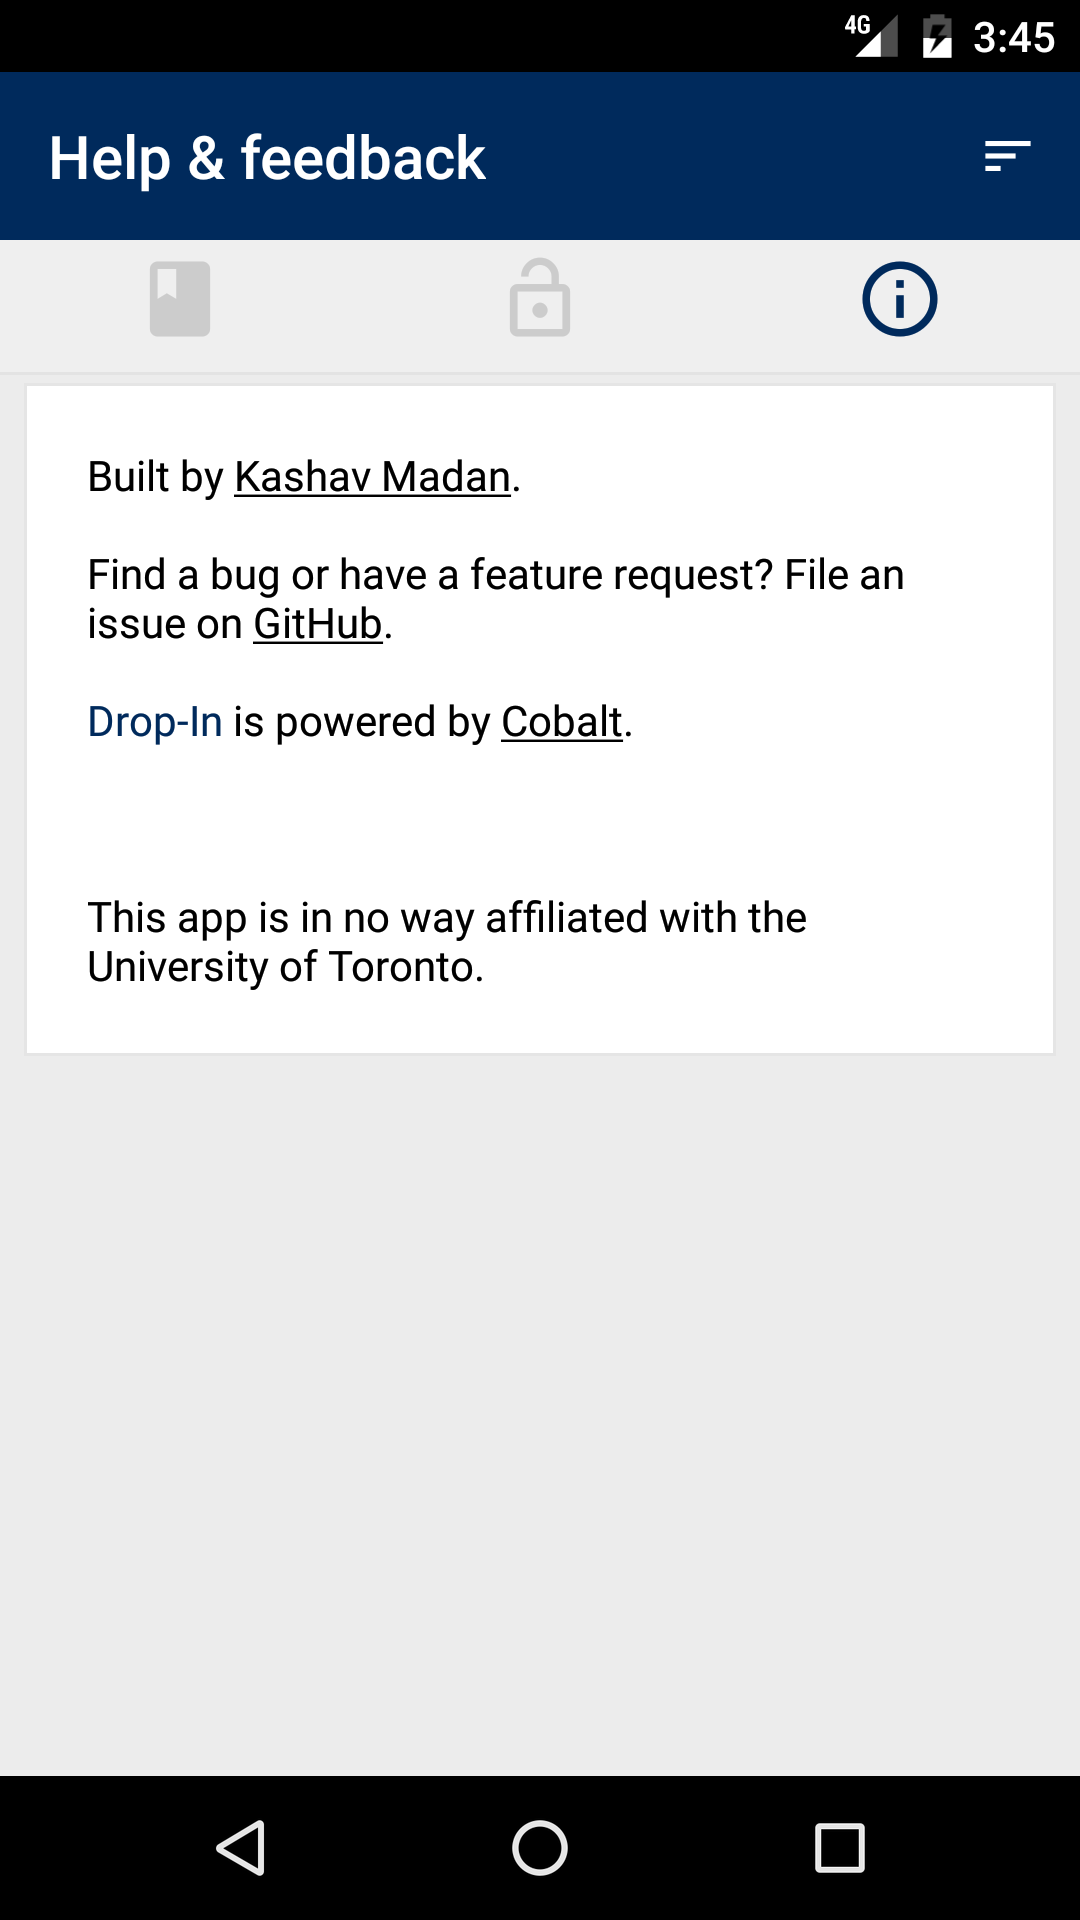 4G 3:45
Help & feedback
Built by Kashav Madan.
Find a bug or have a feature request? File an
issue on GitHub.
Drop-In is powered by Cobalt.
This app is in no way affiliated with the
University of Toronto.